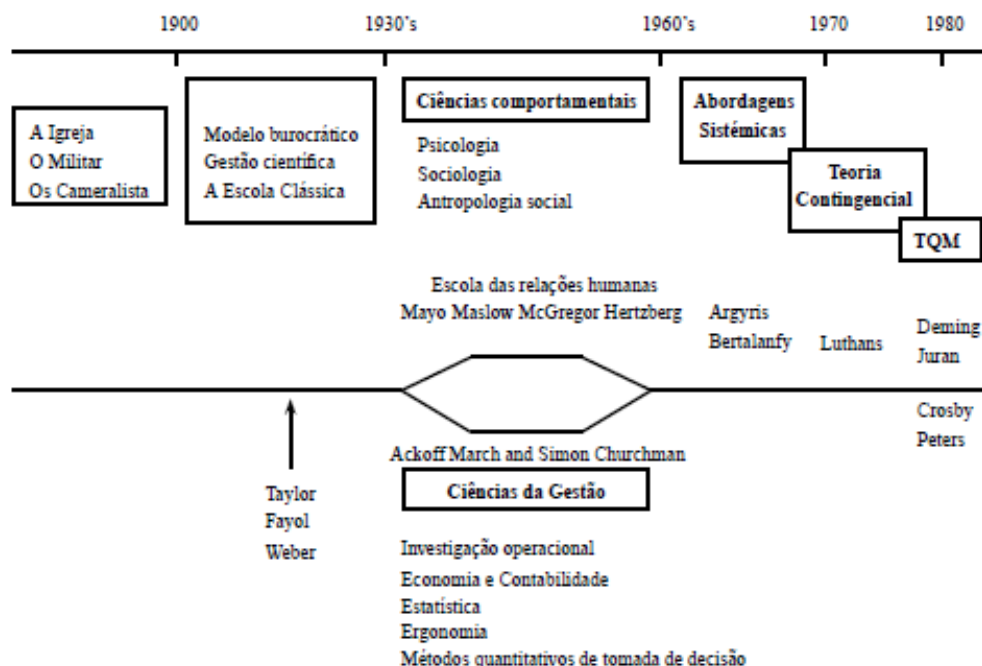 1900 1930's 1960's 1970 1980
A Igreja
O Militar
Os Cameralista
Modelo burocrático
Gestão científica
A Escola Clássica
Ciências comportamentais
Psicologia
Sociologia
Antropologia social
Abordagens
Sistémicas
Teoria
Contingencial
TQM
Escola das relações humanas
Mayo Maslow McGregor Hertzberg
Argyris
Bertalanfy
Luthans
Deming
Juran
Crosby
Peters
Taylor
Fayol
Weber
Ackoff March and Simon Churchman
Ciências da Gestão
Investigação operacional
Economia e Contabilidade
Estatística
Ergonomia
Métodos quantitativos de tomada de decisão